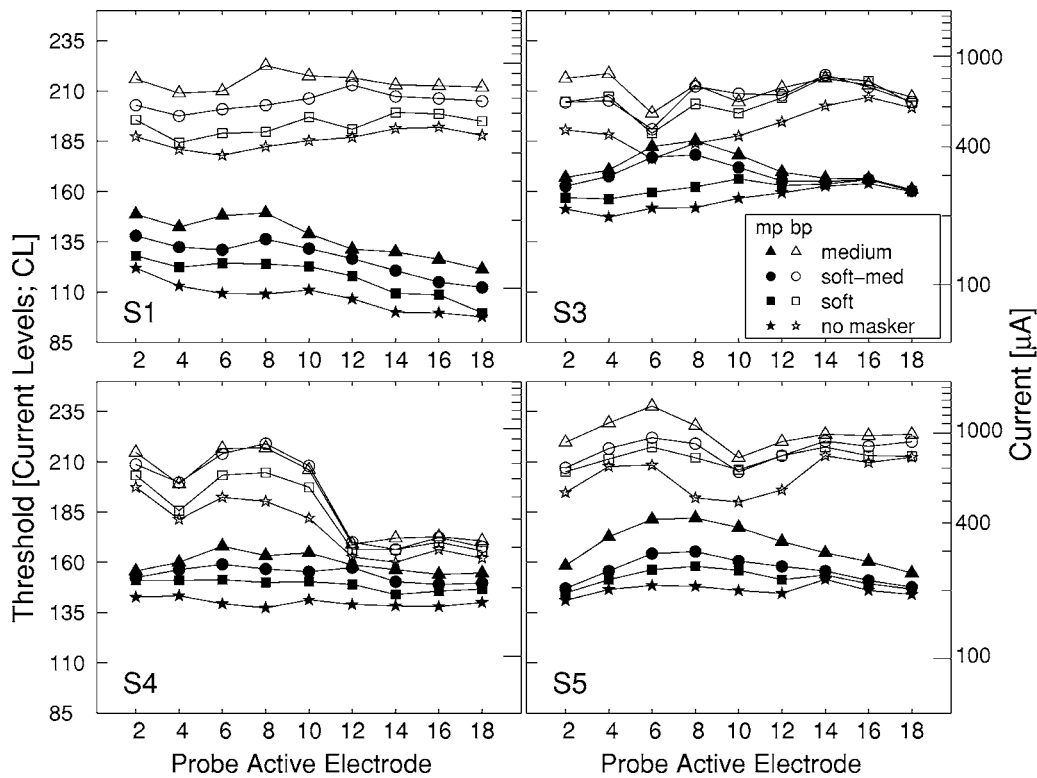 Threshold [Current Levels; CL]
235
210
185
160
135
110
85
S1
2 4 6 8 10 12 14 16 18
S3
1000
400
100
mp bp
medium
soft−med
soft
no masker
2 4 6 8 10 12 14 16 18
235
210
185
160
135
110
85
S4
2 4 6 8 10 12 14 16 18
Probe Active Electrode
S5
1000
400
100
2 4 6 8 10 12 14 16 18
Probe Active Electrode
Current [µA]